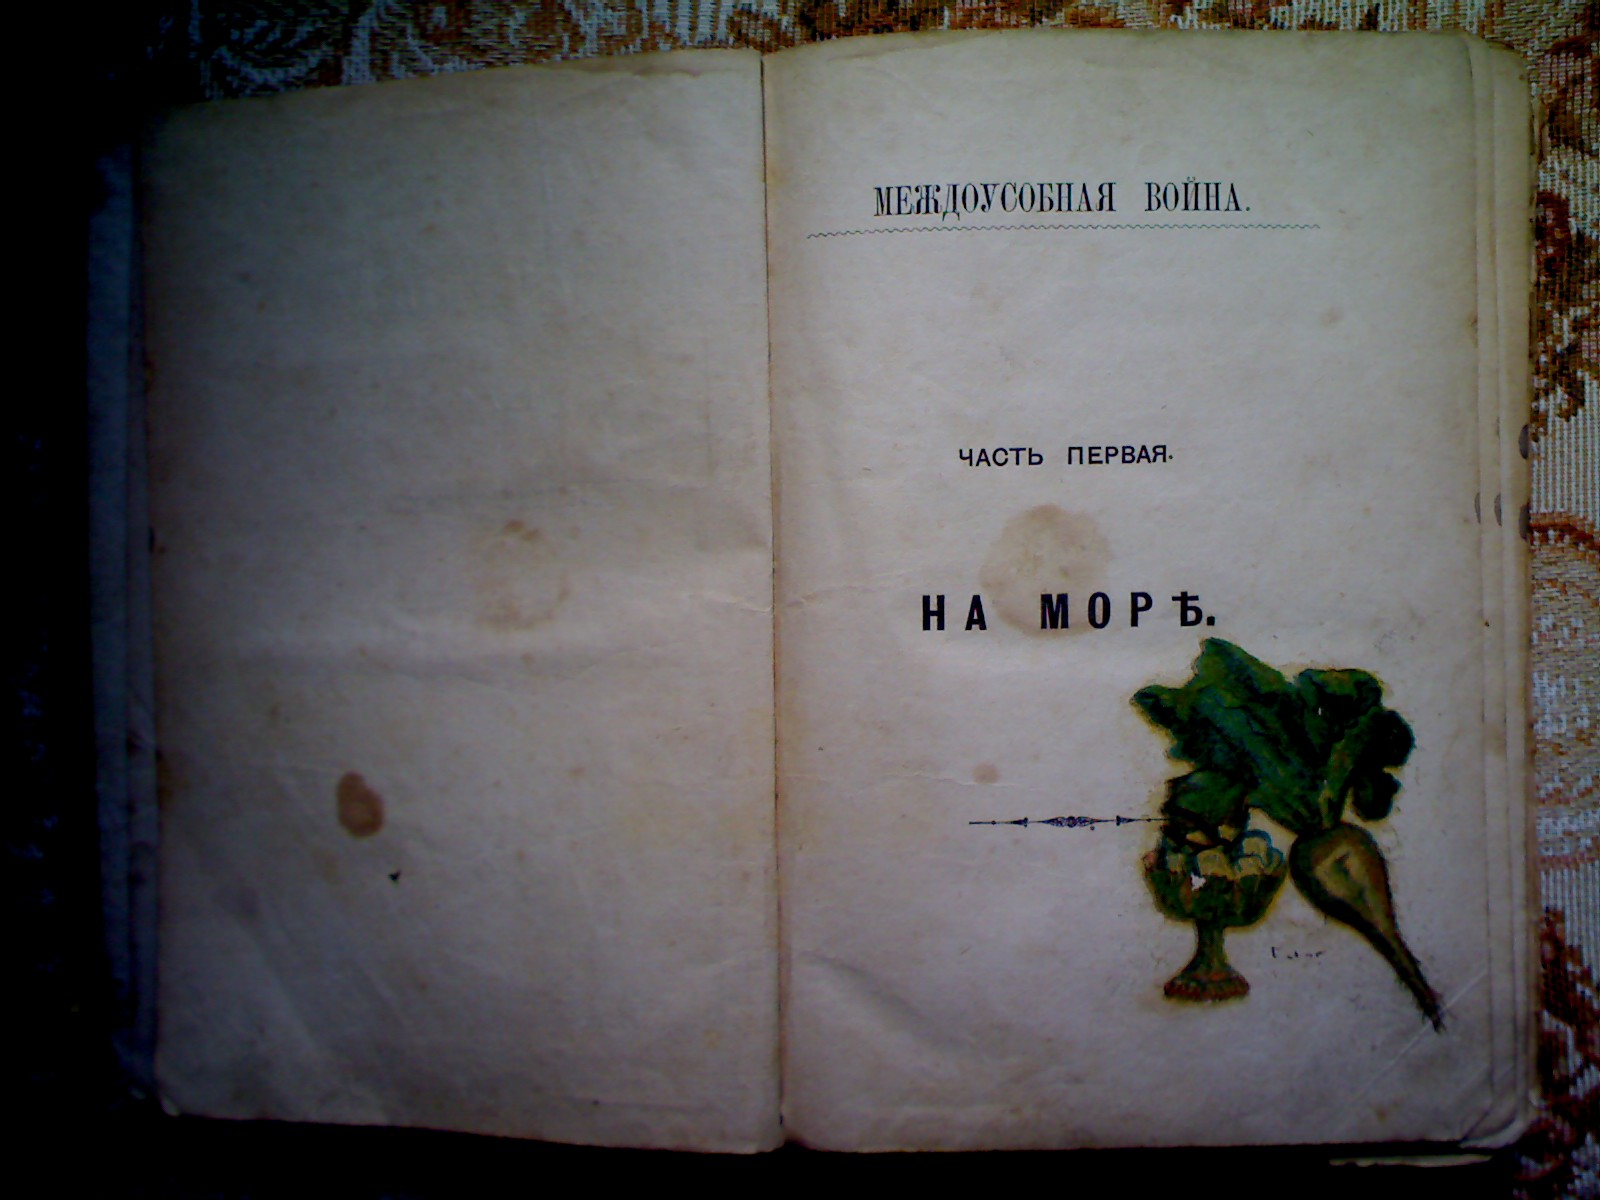 МЕЖДОУСОБНАЯ ВОЙНА.
ЧАСТЬ ПЕРВАЯ.
НА МОРѢ.